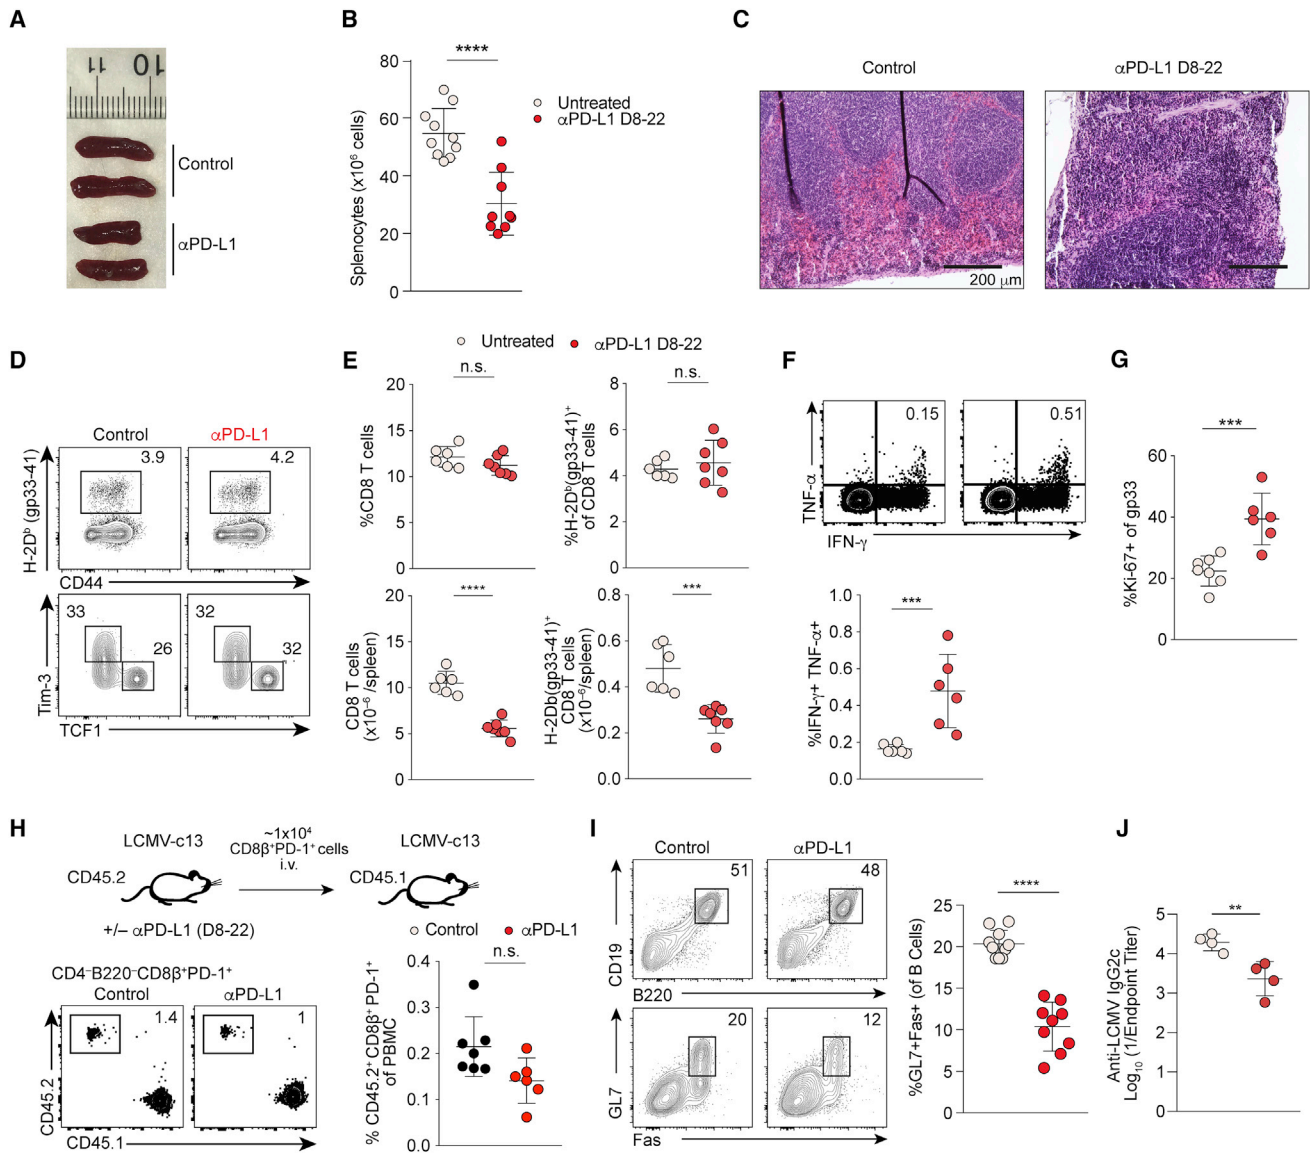 A
11 10
Control
αPD-L1
B
****
80
60
40
20
0
Splenocytes (x10⁶ cells)
Untreated
αPD-L1 D8-22
C
Control
αPD-L1 D8-22
200 µm
D
Control
αPD-L1
3.9
4.2
H-2Dᵇ (gp33-41)
CD44
33
26
32
32
Tim-3
TCF1
E
Untreated
αPD-L1 D8-22
n.s.
20
15
10
5
0
%CD8 T cells
n.s.
8
6
4
2
0
%H-2Dᵇ(gp33-41)⁺
of CD8 T cells
****
20
15
10
5
0
CD8 T cells
(x10⁻⁶ /spleen)
***
0.6
0.4
0.2
0.0
0.8
H-2Db(gp33-41)⁺
CD8 T cells
(x10⁻⁶/spleen)
F
0.15
0.51
TNF-α
IFN-γ
***
1.0
0.8
0.6
0.4
0.2
0.0
%IFN-γ+ TNF-α+
G
***
60
40
20
0
%Ki-67+ of gp33
H
LCMV-c13
~1x10⁴
CD8β⁺PD-1⁺ cells
i.v.
LCMV-c13
CD45.2
CD45.1
+/– αPD-L1 (D8-22)
CD4⁻B220⁻CD8β⁺PD-1⁺
Control
αPD-L1
1.4
1
CD45.2
CD45.1
Control
αPD-L1
n.s.
0.4
0.3
0.2
0.1
0.0
% CD45.2⁺ CD8β⁺ PD-1⁺
of PBMC
I
Control
αPD-L1
51
48
CD19
B220
20
12
GL7
Fas
****
25
20
15
10
5
0
%GL7+Fas+ (of B Cells)
J
**
5
4
3
2
1
0
Anti-LCMV IgG2c
Log₁₀ (1/Endpoint Titer)